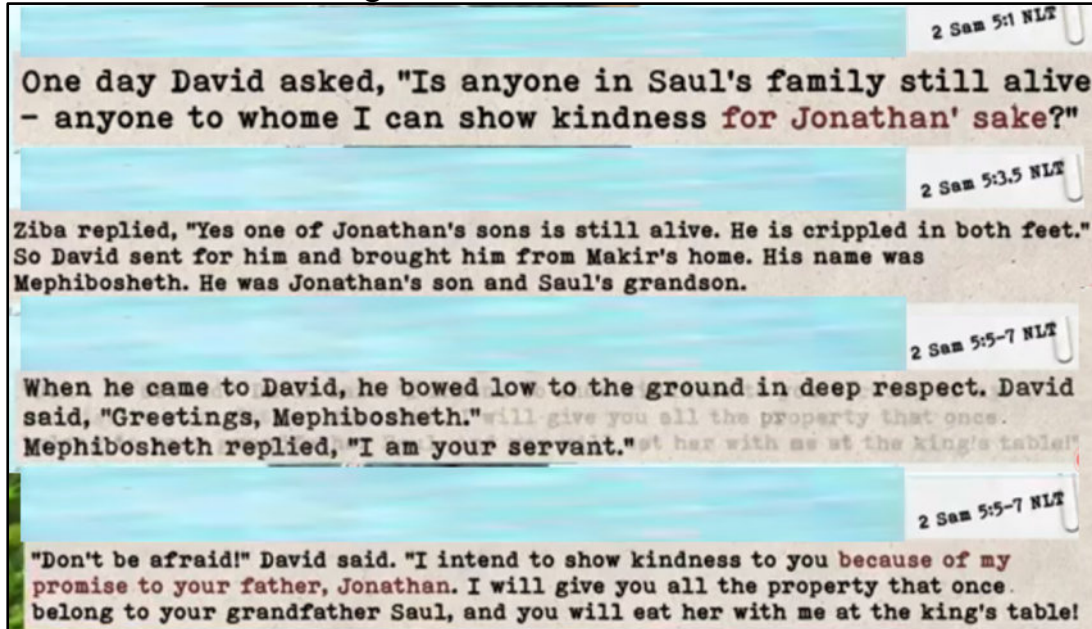 2 Sam 5:1 NLT
One day David asked, "Is anyone in Saul's family still alive
– anyone to whome I can show kindness for Jonathan' sake?"
2 Sam 5:3,5 NLT
Ziba replied, "Yes one of Jonathan's sons is still alive. He is crippled in both feet."
So David sent for him and brought him from Makir's home. His name was
Mephibosheth. He was Jonathan's son and Saul's grandson.
2 Sam 5:5-7 NLT
When he came to David, he bowed low to the ground in deep respect. David
said, "Greetings, Mephibosheth." will give you all the property that once.
Mephibosheth replied, "I am your servant." eat her with me at the king's table!"
2 Sam 5:5-7 NLT
"Don't be afraid!" David said. "I intend to show kindness to you because of my
promise to your father, Jonathan. I will give you all the property that once.
belong to your grandfather Saul, and you will eat her with me at the king's table!